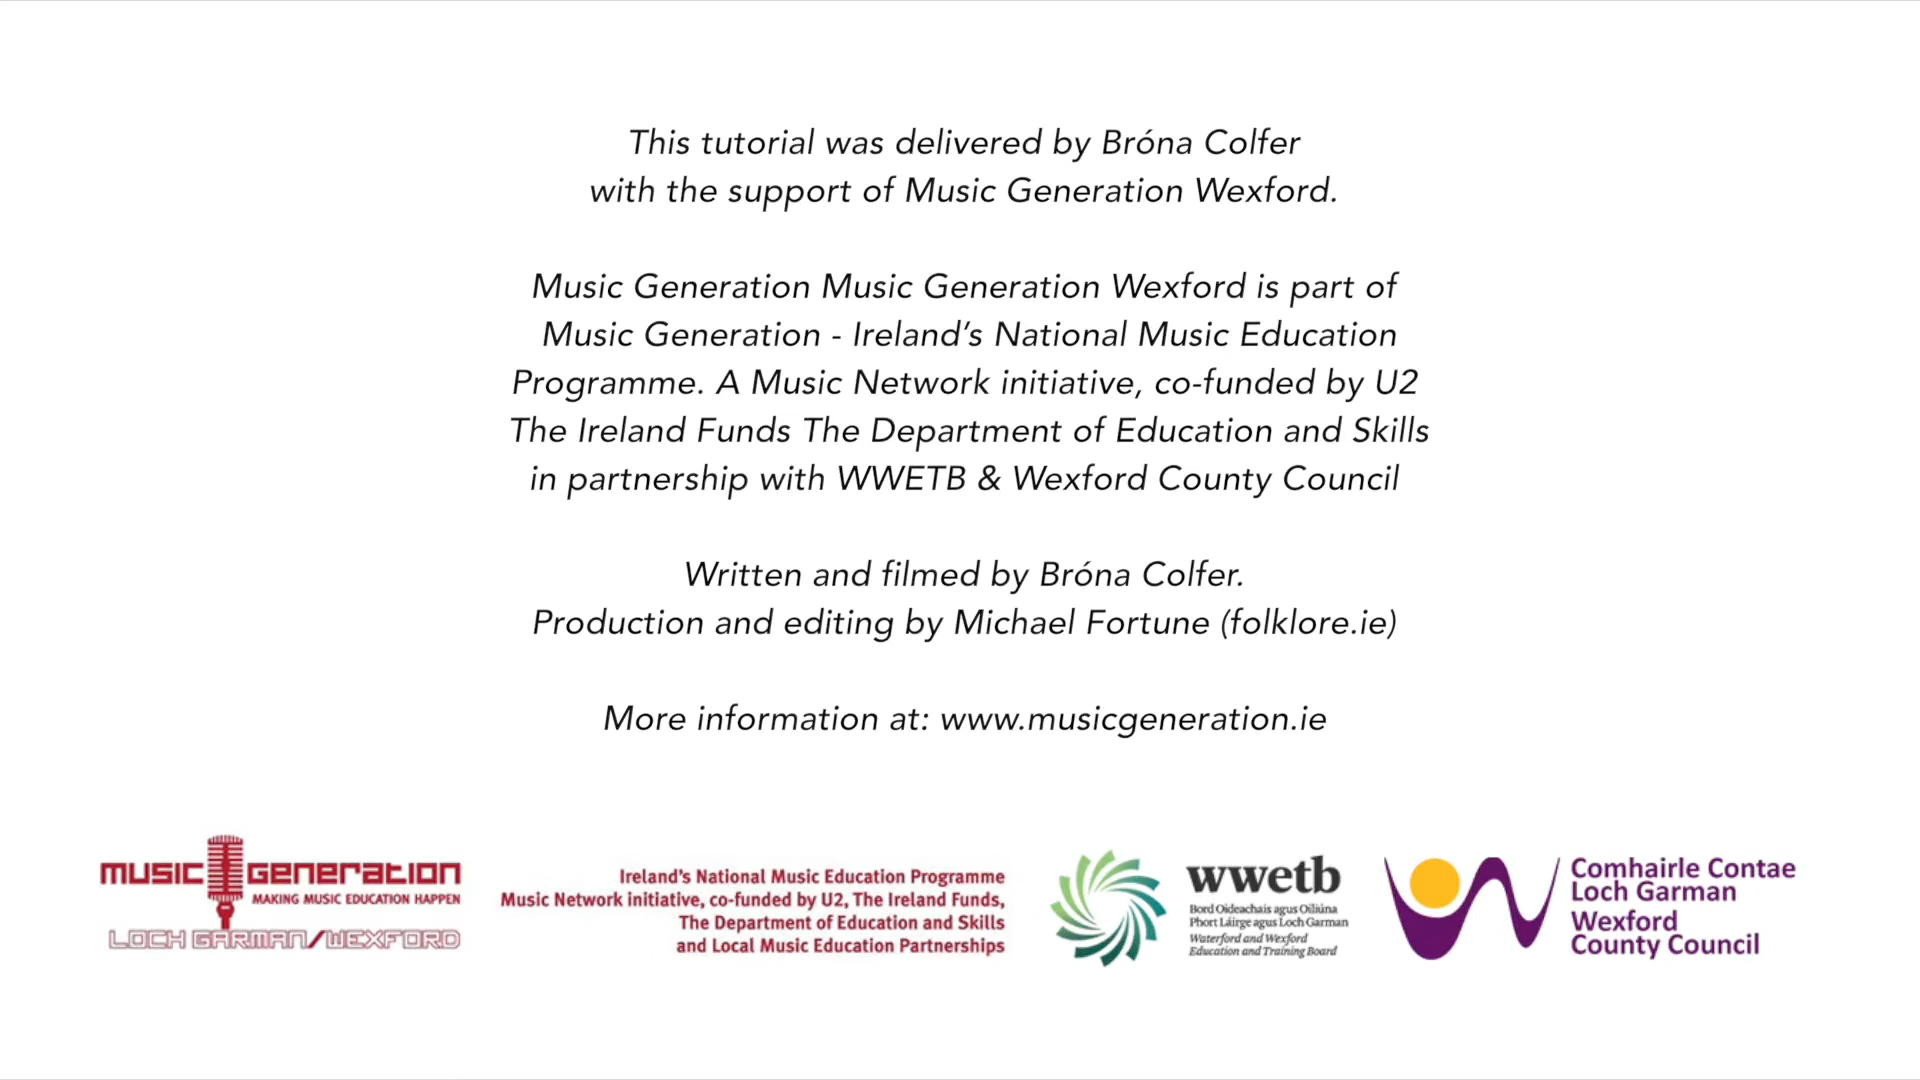 This tutorial was delivered by Bróna Colfer
with the support of Music Generation Wexford.
Music Generation Music Generation Wexford is part of
Music Generation - Ireland’s National Music Education
Programme. A Music Network initiative, co-funded by U2
The Ireland Funds The Department of Education and Skills
in partnership with WWETB & Wexford County Council
Written and filmed by Bróna Colfer.
Production and editing by Michael Fortune (folklore.ie)
More information at: www.musicgeneration.ie
music generation
MAKING MUSIC EDUCATION HAPPEN
LOCH GARMAN/WEXFORD
Ireland’s National Music Education Programme
Music Network initiative, co-funded by U2, The Ireland Funds,
The Department of Education and Skills
and Local Music Education Partnerships
wwetb
Bord Oideachais agus Oiliúna
Phort Láirge agus Loch Garman
Waterford and Wexford
Education and Training Board
Comhairle Contae
Loch Garman
Wexford
County Council